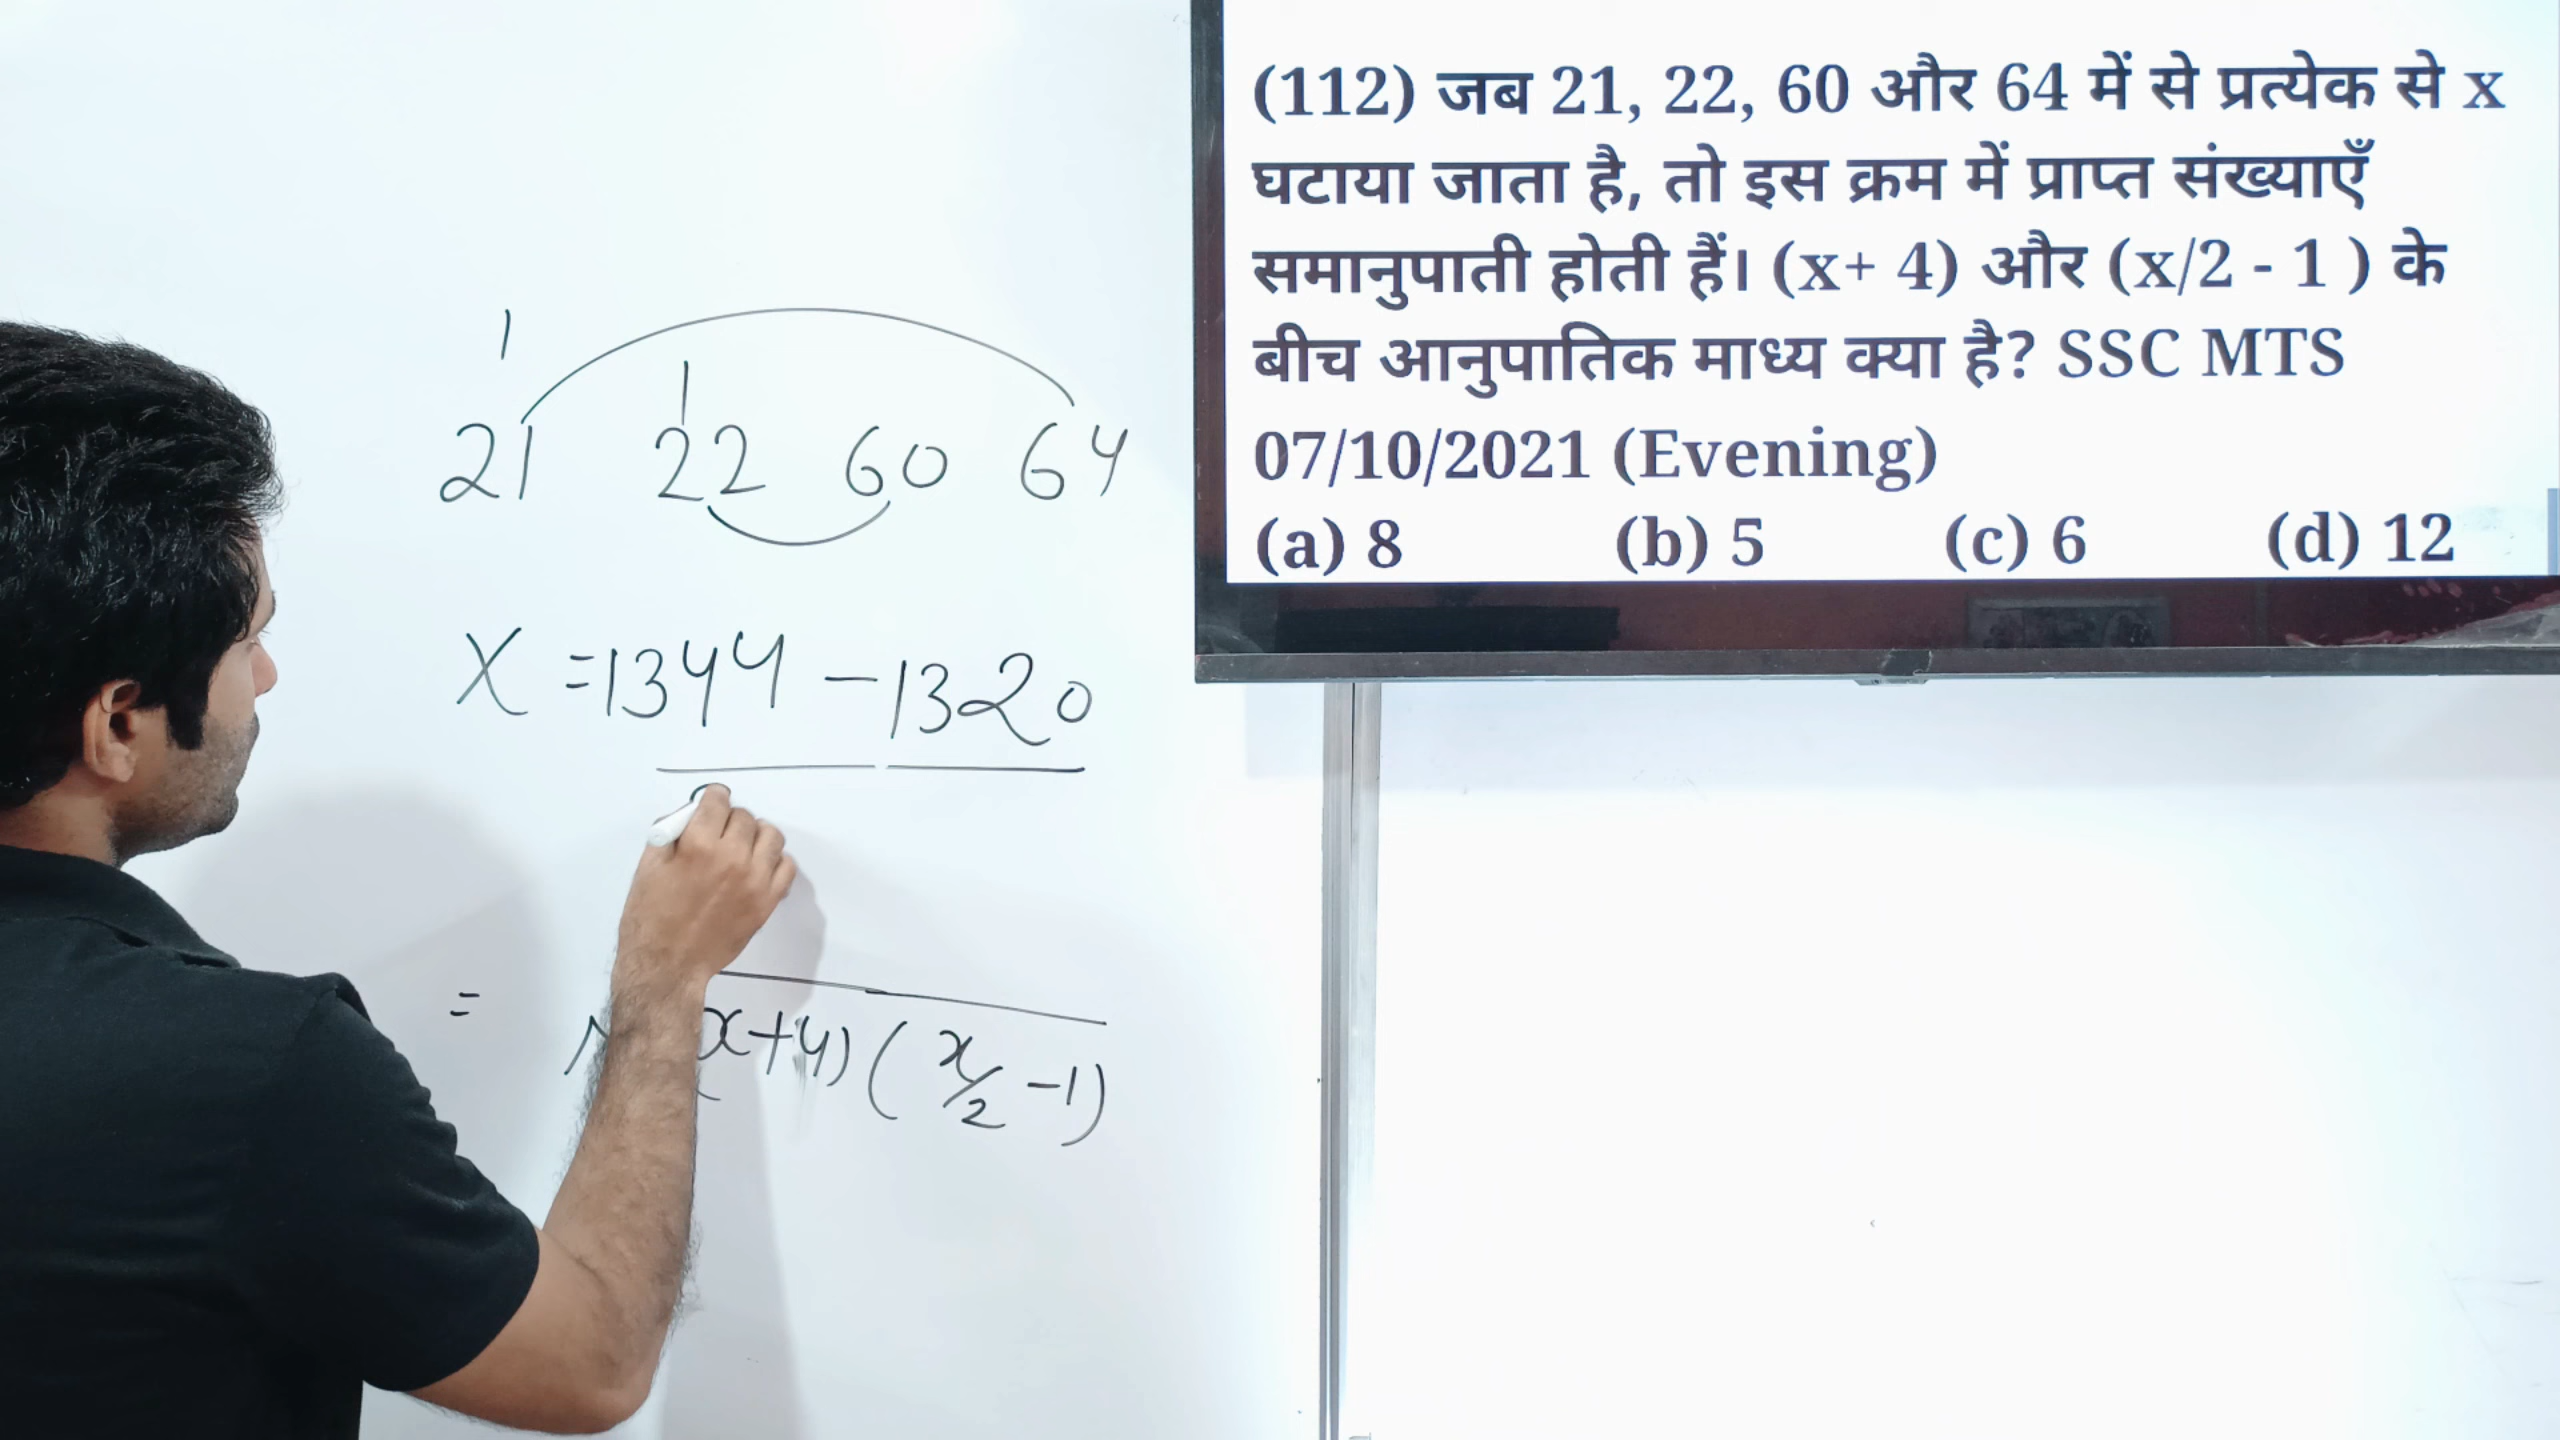 (112) जब 21, 22, 60 और 64 में से प्रत्येक से x
घटाया जाता है, तो इस क्रम में प्राप्त संख्याएँ
समानुपाती होती हैं। (x+ 4) और (x/2 - 1 ) के
बीच आनुपातिक माध्य क्या है? SSC MTS
07/10/2021 (Evening)
(a) 8 (b) 5 (c) 6 (d) 12
21 22 60 64
X =1344 -1320
=
x+4) ( x/2 -1)